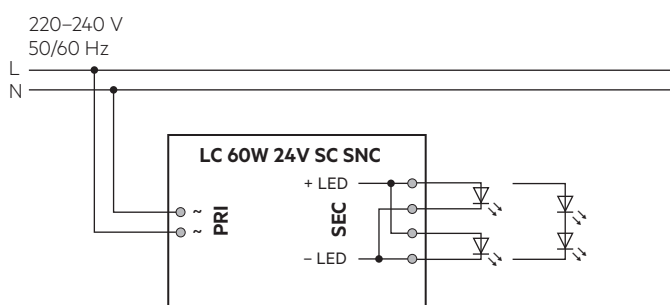 220–240 V
50/60 Hz
L
N
LC 60W 24V SC SNC
+ LED
~
PRI
~
SEC
– LED